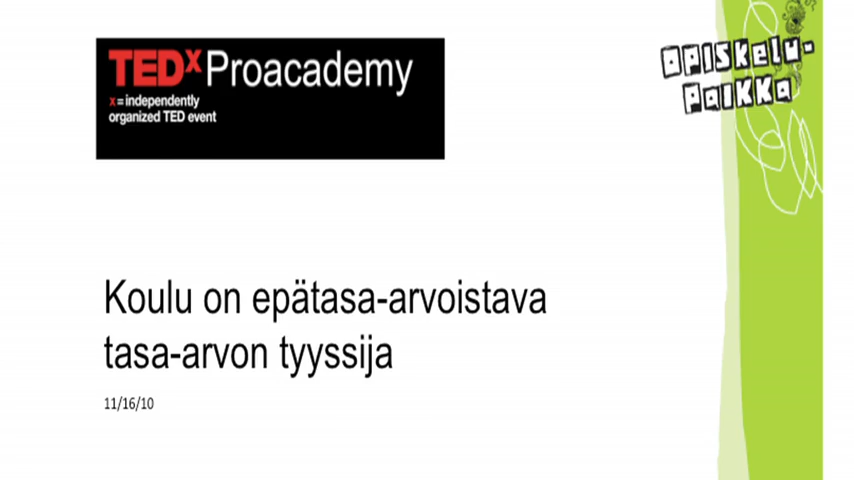 TEDx Proacademy
x = independently
organized TED event
OPISKELU-
PAIKKA
Koulu on epätasa-arvoistava
tasa-arvon tyyssija
11/16/10